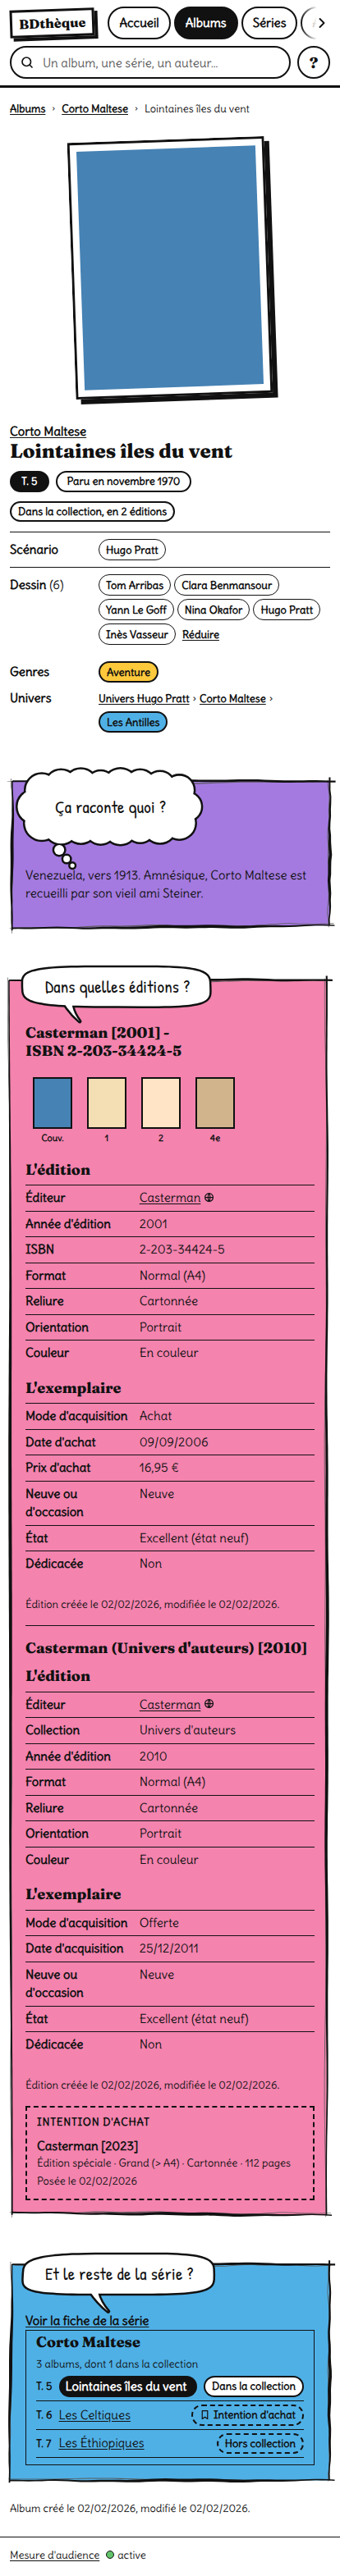 BDthèque
Accueil
Albums
Séries
Un album, une série, un auteur...
?
Albums › Corto Maltese › Lointaines îles du vent
Corto Maltese
Lointaines îles du vent
T. 5
Paru en novembre 1970
Dans la collection, en 2 éditions
Scénario Hugo Pratt
Dessin (6) Tom Arribas Clara Benmansour
Yann Le Goff Nina Okafor Hugo Pratt
Inès Vasseur Réduire
Genres Aventure
Univers Univers Hugo Pratt › Corto Maltese ›
Les Antilles
Ça raconte quoi ?
Venezuela, vers 1913. Amnésique, Corto Maltese est
recueilli par son vieil ami Steiner.
Dans quelles éditions ?
Casterman [2001] -
ISBN 2-203-34424-5
Couv. 1 2 4e
L'édition
Éditeur Casterman
Année d'édition 2001
ISBN 2-203-34424-5
Format Normal (A4)
Reliure Cartonnée
Orientation Portrait
Couleur En couleur
L'exemplaire
Mode d'acquisition Achat
Date d'achat 09/09/2006
Prix d'achat 16,95 €
Neuve ou Neuve
d'occasion
État Excellent (état neuf)
Dédicacée Non
Édition créée le 02/02/2026, modifiée le 02/02/2026.
Casterman (Univers d'auteurs) [2010]
L'édition
Éditeur Casterman
Collection Univers d'auteurs
Année d'édition 2010
Format Normal (A4)
Reliure Cartonnée
Orientation Portrait
Couleur En couleur
L'exemplaire
Mode d'acquisition Offerte
Date d'acquisition 25/12/2011
Neuve ou Neuve
d'occasion
État Excellent (état neuf)
Dédicacée Non
Édition créée le 02/02/2026, modifiée le 02/02/2026.
INTENTION D'ACHAT
Casterman [2023]
Édition spéciale · Grand (> A4) · Cartonnée · 112 pages
Posée le 02/02/2026
Et le reste de la série ?
Voir la fiche de la série
Corto Maltese
3 albums, dont 1 dans la collection
T. 5 Lointaines îles du vent Dans la collection
T. 6 Les Celtiques Intention d'achat
T. 7 Les Éthiopiques Hors collection
Album créé le 02/02/2026, modifié le 02/02/2026.
Mesure d'audience active